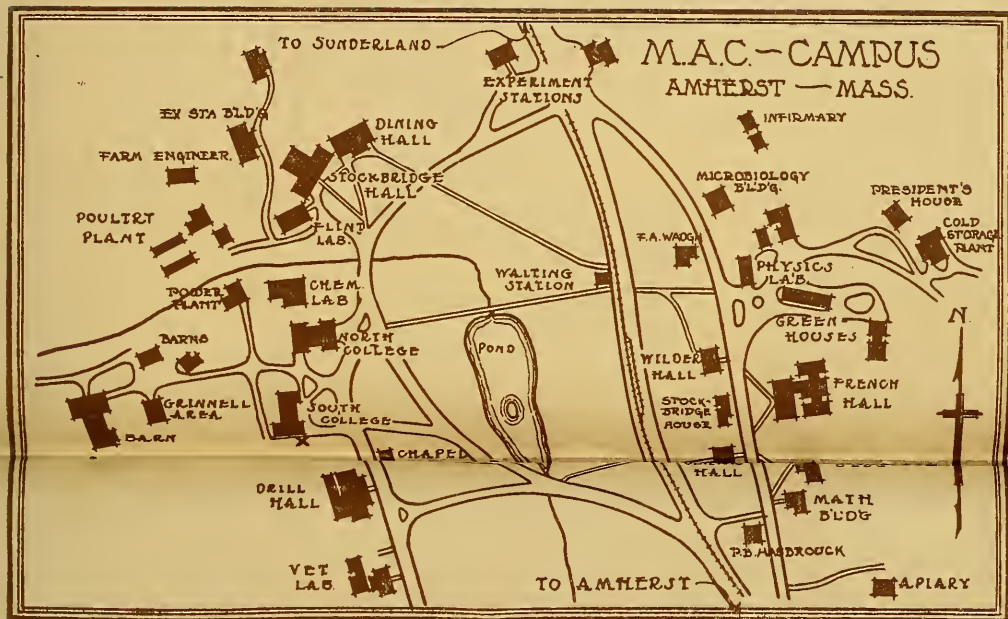 TO SUNDERLAND
M.A.C.—CAMPUS
AMHERST — MASS.
EXPERIMENT
STATIONS
EX STA BLD'G
DINING
HALL
INFIRMARY
FARM ENGINEER.
STOCKBRIDGE
HALL
MICROBIOLOGY
B'L'D'G.
PRESIDENT'S
HOUSE
POULTRY
PLANT
FLINT
LAB.
F.A. WAUGH
COLD
STORAGE
PLANT
WAITING
STATION
PHYSICS
LAB.
POWER
PLANT
CHEM.
LAB
GREEN
HOUSES
N
BARNS
NORTH
COLLEGE
POND
WILDER
HALL
FRENCH
HALL
GRINNELL
AREA
SOUTH
COLLEGE
STOCK-
BRIDGE
HOUSE
BARN
X
CHAPEL
HALL
DRILL
HALL
MATH
B'L'D'G
P.B. HASBROUCK
VET
LAB.
TO AMHERST
APIARY